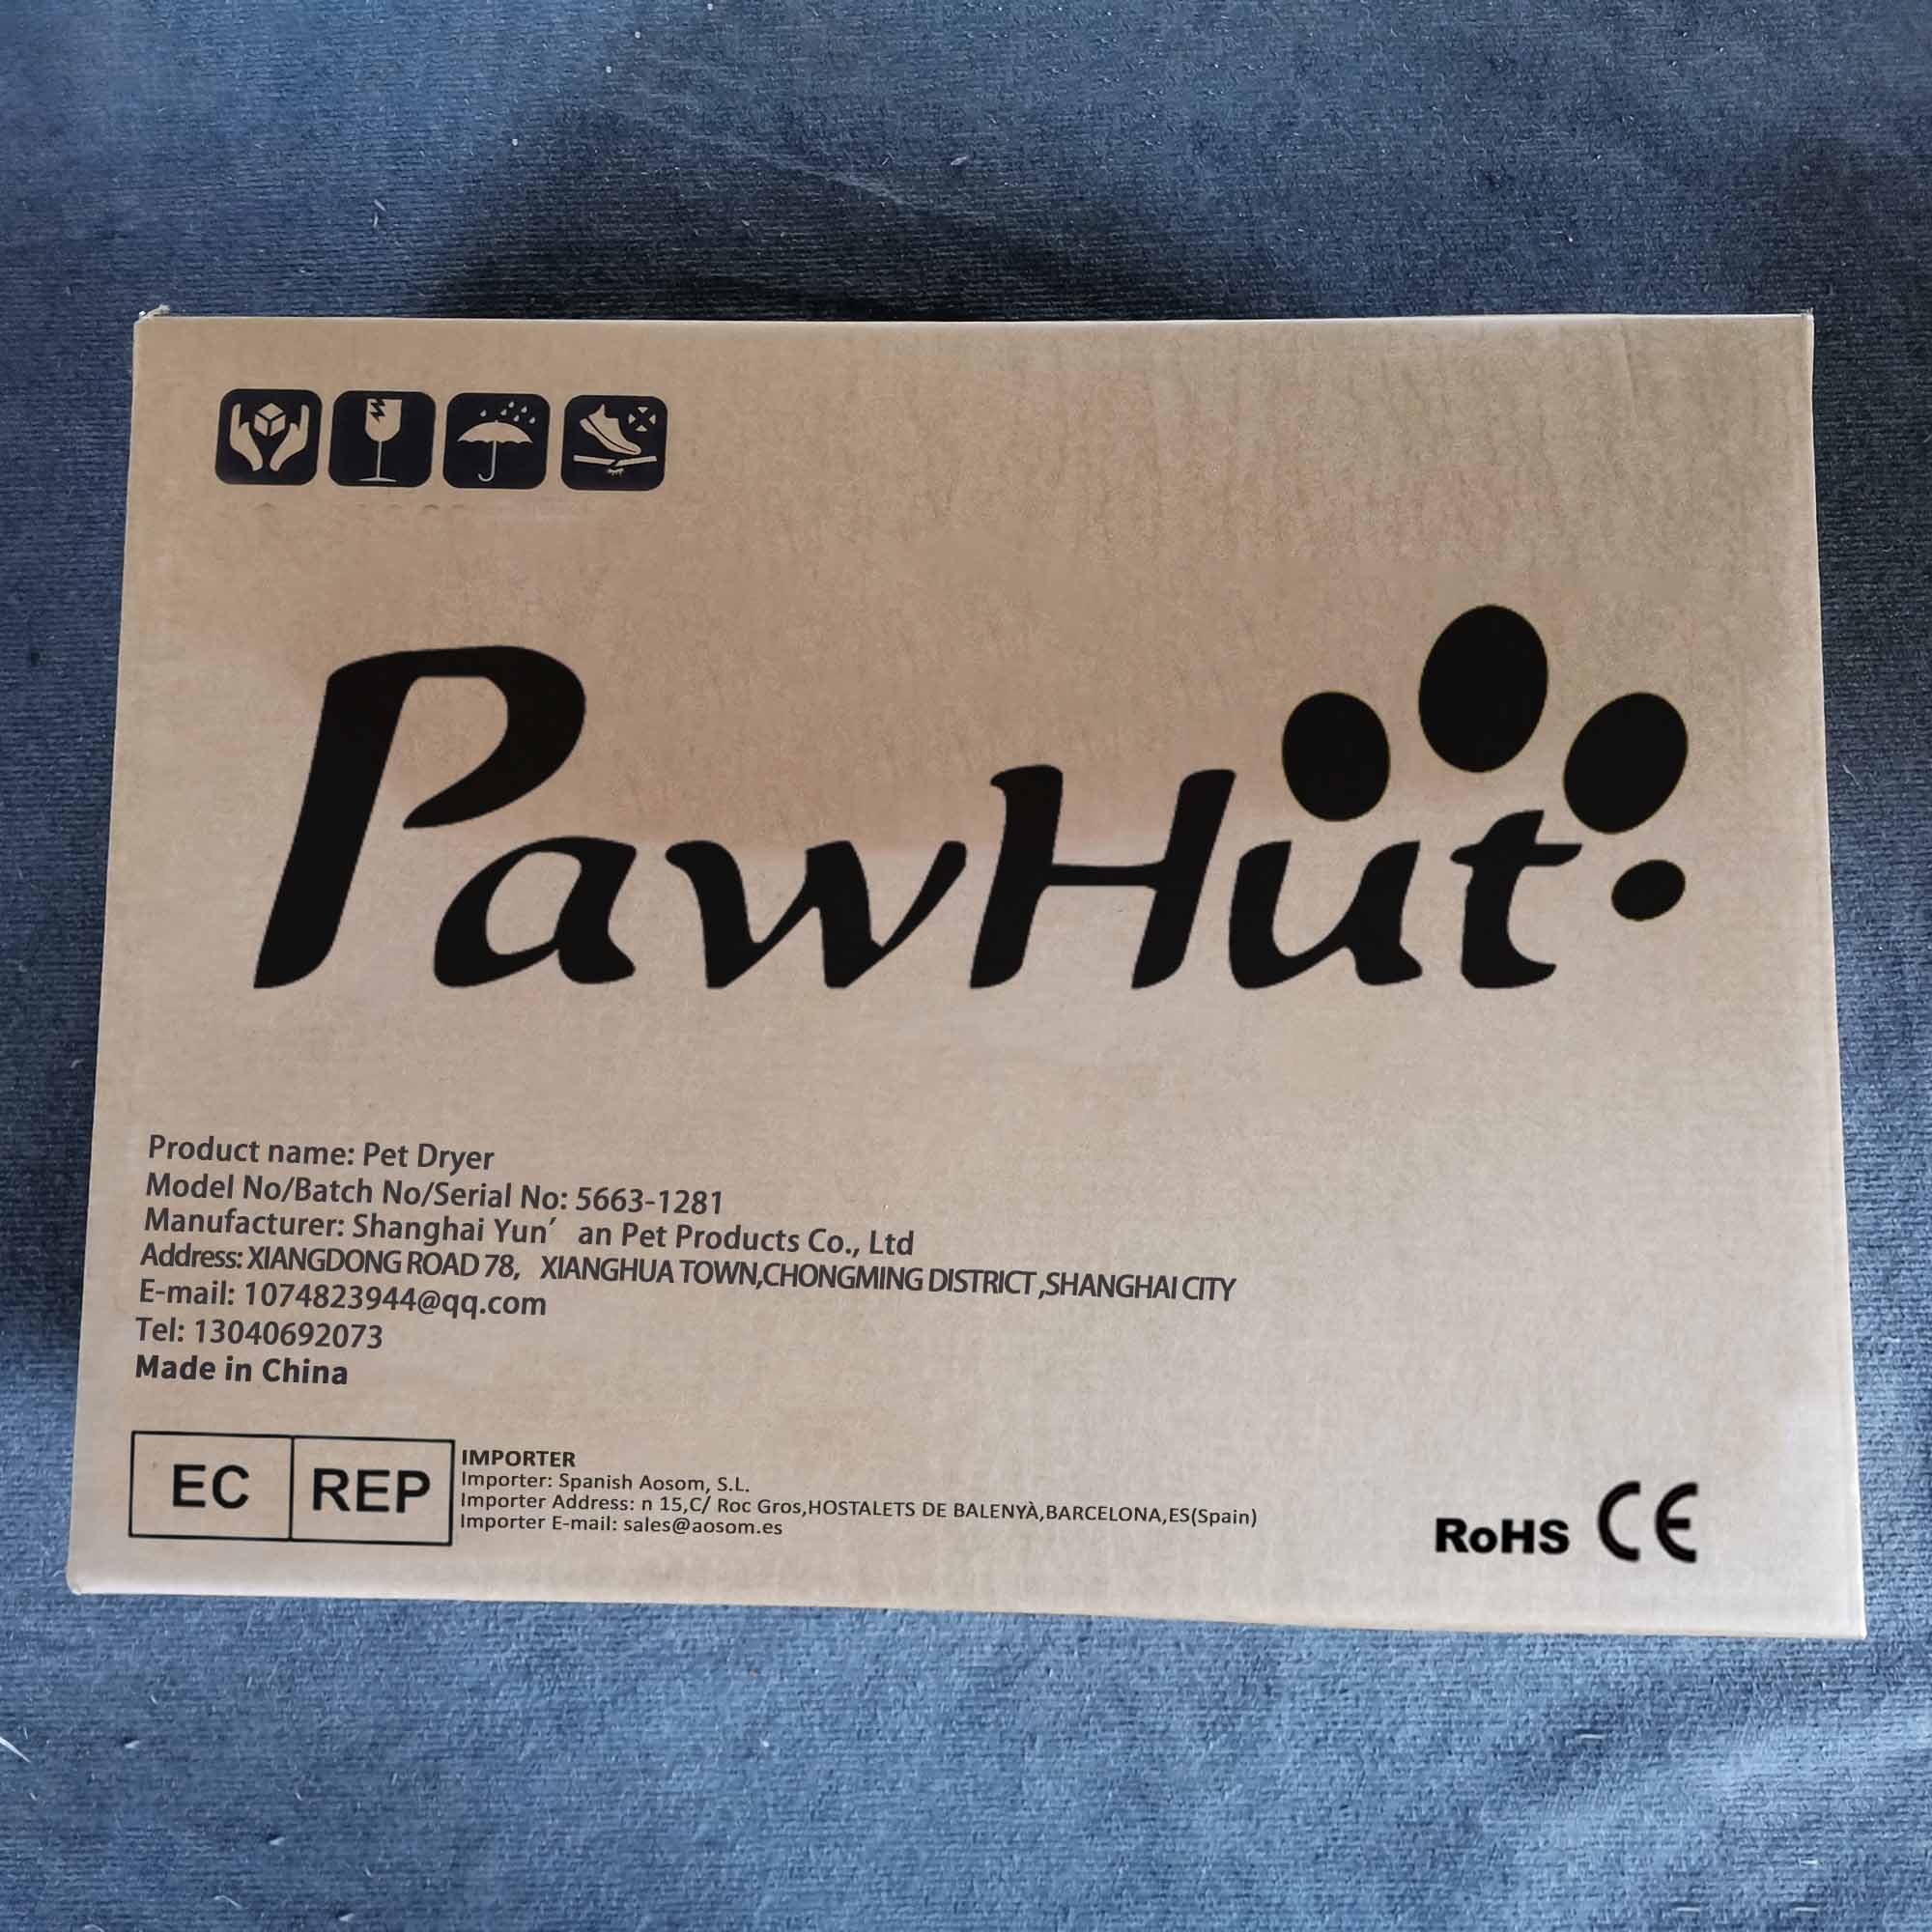 PawHut
Product name: Pet Dryer
Model No/Batch No/Serial No: 5663-1281
Manufacturer: Shanghai Yun′ an Pet Products Co., Ltd
Address: XIANGDONG ROAD 78, XIANGHUA TOWN,CHONGMING DISTRICT ,SHANGHAI CITY
E-mail: 1074823944@qq.com
Tel: 13040692073
Made in China
EC REP
IMPORTER
Importer: Spanish Aosom, S.L.
Importer Address: n 15,C/ Roc Gros,HOSTALETS DE BALENYÀ,BARCELONA,ES(Spain)
Importer E-mail: sales@aosom.es
RoHS CE